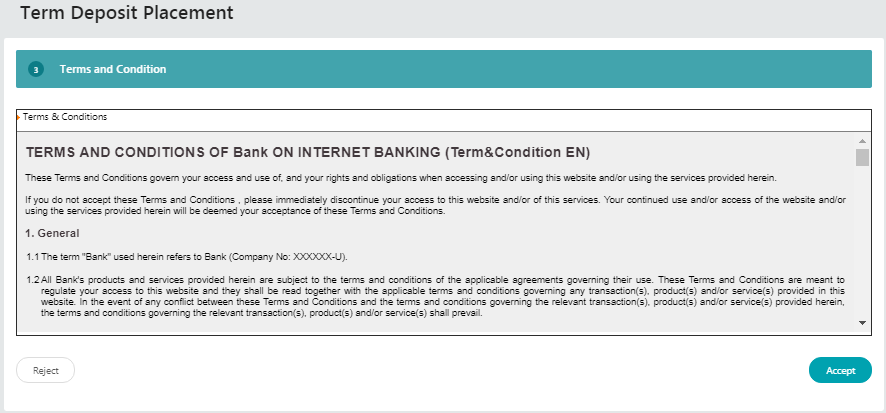 Term Deposit Placement
3 Terms and Condition
Terms & Conditions
TERMS AND CONDITIONS OF Bank ON INTERNET BANKING (Term&Condition EN)
These Terms and Conditions govern your access and use of, and your rights and obligations when accessing and/or using this website and/or using the services provided herein.
If you do not accept these Terms and Conditions , please immediately discontinue your access to this website and/or of this services. Your continued use and/or access of the website and/or
using the services provided herein will be deemed your acceptance of these Terms and Conditions.
1. General
1.1 The term "Bank" used herein refers to Bank (Company No: XXXXXX-U).
1.2 All Bank's products and services provided herein are subject to the terms and conditions of the applicable agreements governing their use. These Terms and Conditions are meant to
regulate your access to this website and they shall be read together with the applicable terms and conditions governing any transaction(s), product(s) and/or service(s) provided in this
website. In the event of any conflict between these Terms and Conditions and the terms and conditions governing the relevant transaction(s), product(s) and/or service(s) provided herein,
the terms and conditions governing the relevant transaction(s), product(s) and/or service(s) shall prevail.
Reject
Accept